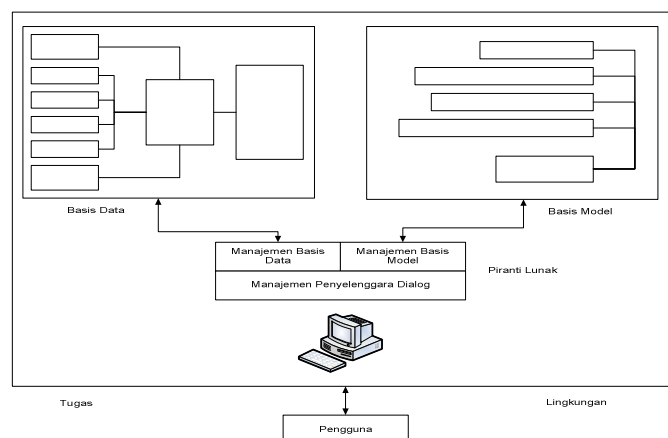 Basis Data
Basis Model
Manajemen Basis
Data
Manajemen Basis
Model
Piranti Lunak
Manajemen Penyelenggara Dialog
Tugas
Lingkungan
Pengguna